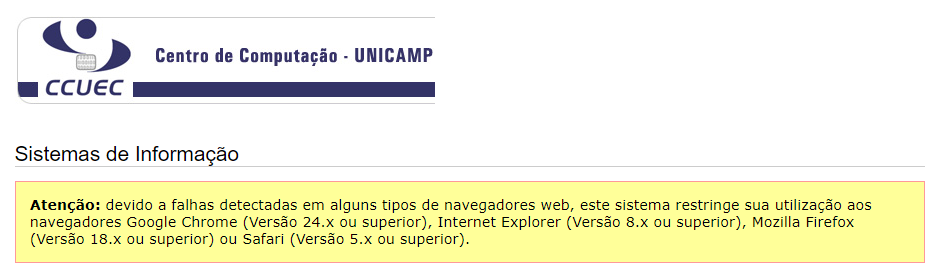 Centro de Computação - UNICAMP
CCUEC
Sistemas de Informação
Atenção: devido a falhas detectadas em alguns tipos de navegadores web, este sistema restringe sua utilização aos
navegadores Google Chrome (Versão 24.x ou superior), Internet Explorer (Versão 8.x ou superior), Mozilla Firefox
(Versão 18.x ou superior) ou Safari (Versão 5.x ou superior).